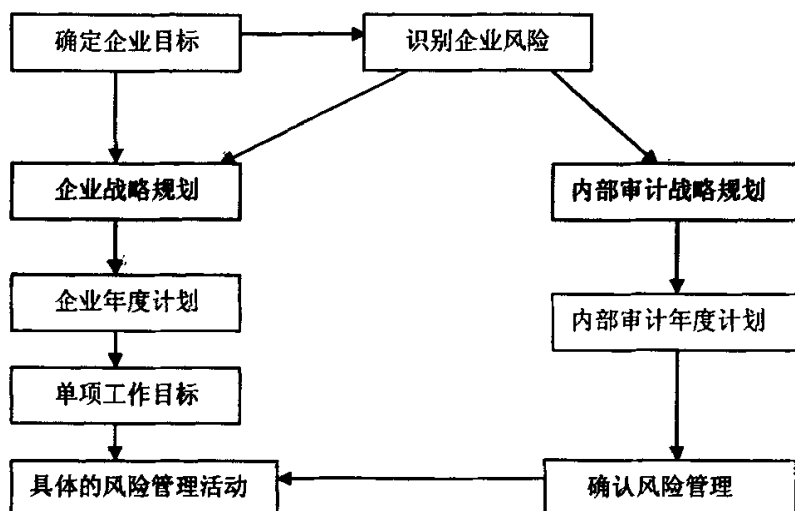 确定企业目标
识别企业风险
企业战略规划
内部审计战略规划
企业年度计划
内部审计年度计划
单项工作目标
具体的风险管理活动
确认风险管理